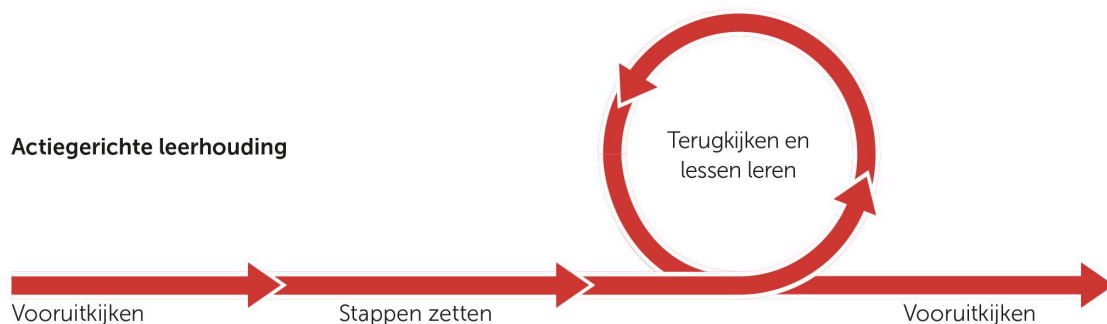 Terugkijken en
lessen leren
Actiegerichte leerhouding
Vooruitkijken
Stappen zetten
Vooruitkijken